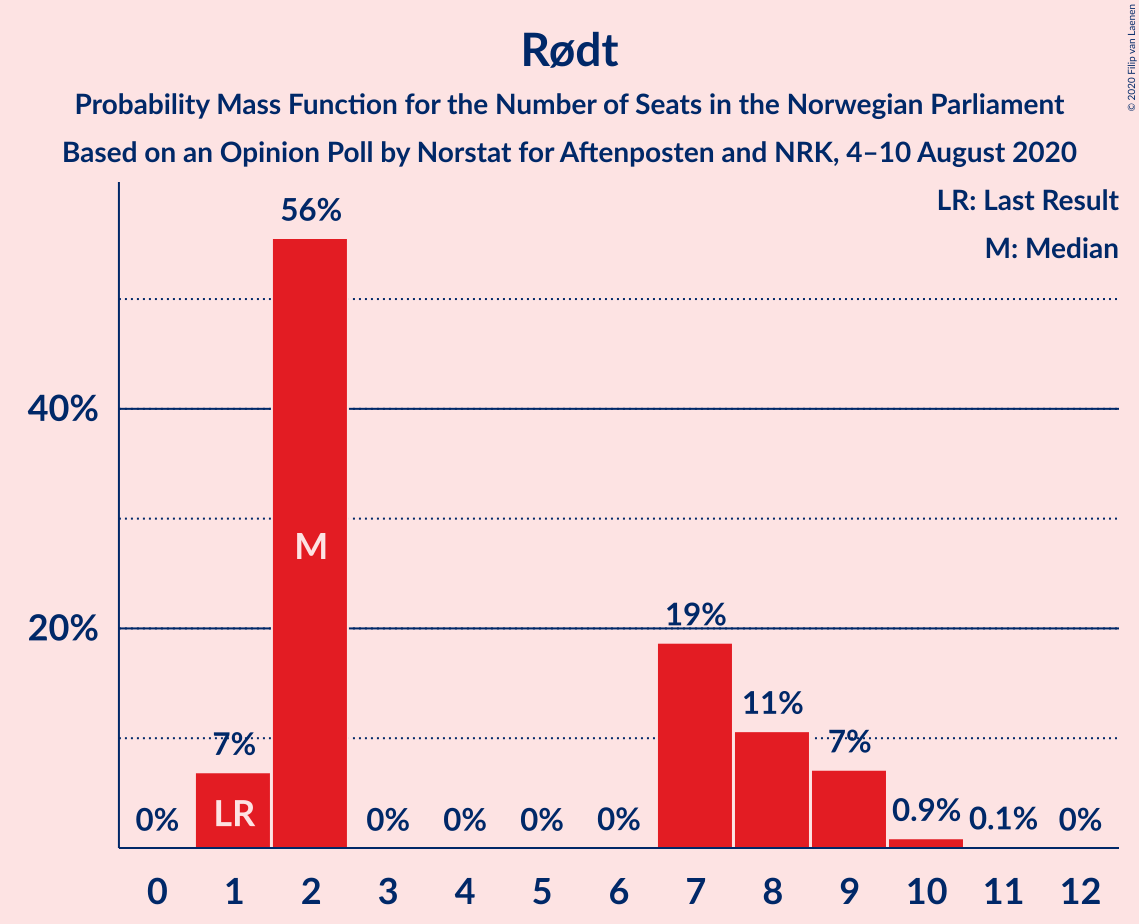 Rødt
Probability Mass Function for the Number of Seats in the Norwegian Parliament
Based on an Opinion Poll by Norstat for Aftenposten and NRK, 4–10 August 2020
© 2020 Filip van Laenen
LR: Last Result
M: Median
56%
40%
M
20%
19%
11%
7%
7%
LR
0%
0%
0%
0%
0%
0.9%
0.1%
0%
0 1 2 3 4 5 6 7 8 9 10 11 12